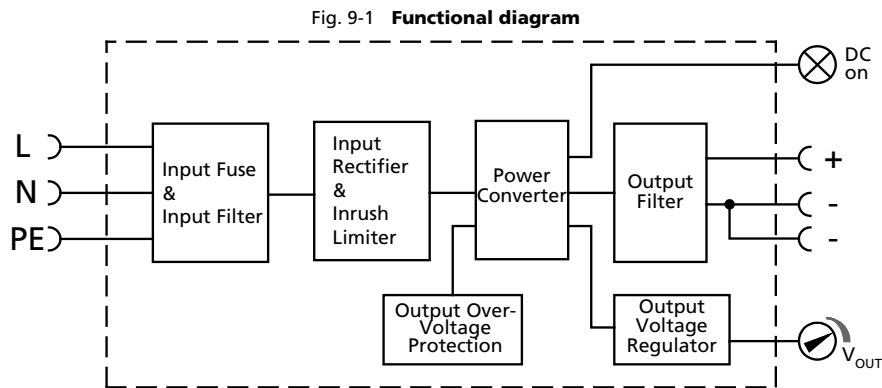 Fig. 9-1 Functional diagram
DC
on
L
N
PE
Input Fuse
&
Input Filter
Input
Rectifier
&
Inrush
Limiter
Power
Converter
Output
Filter
+
-
-
Output Over-
Voltage
Protection
Output
Voltage
Regulator
VOUT